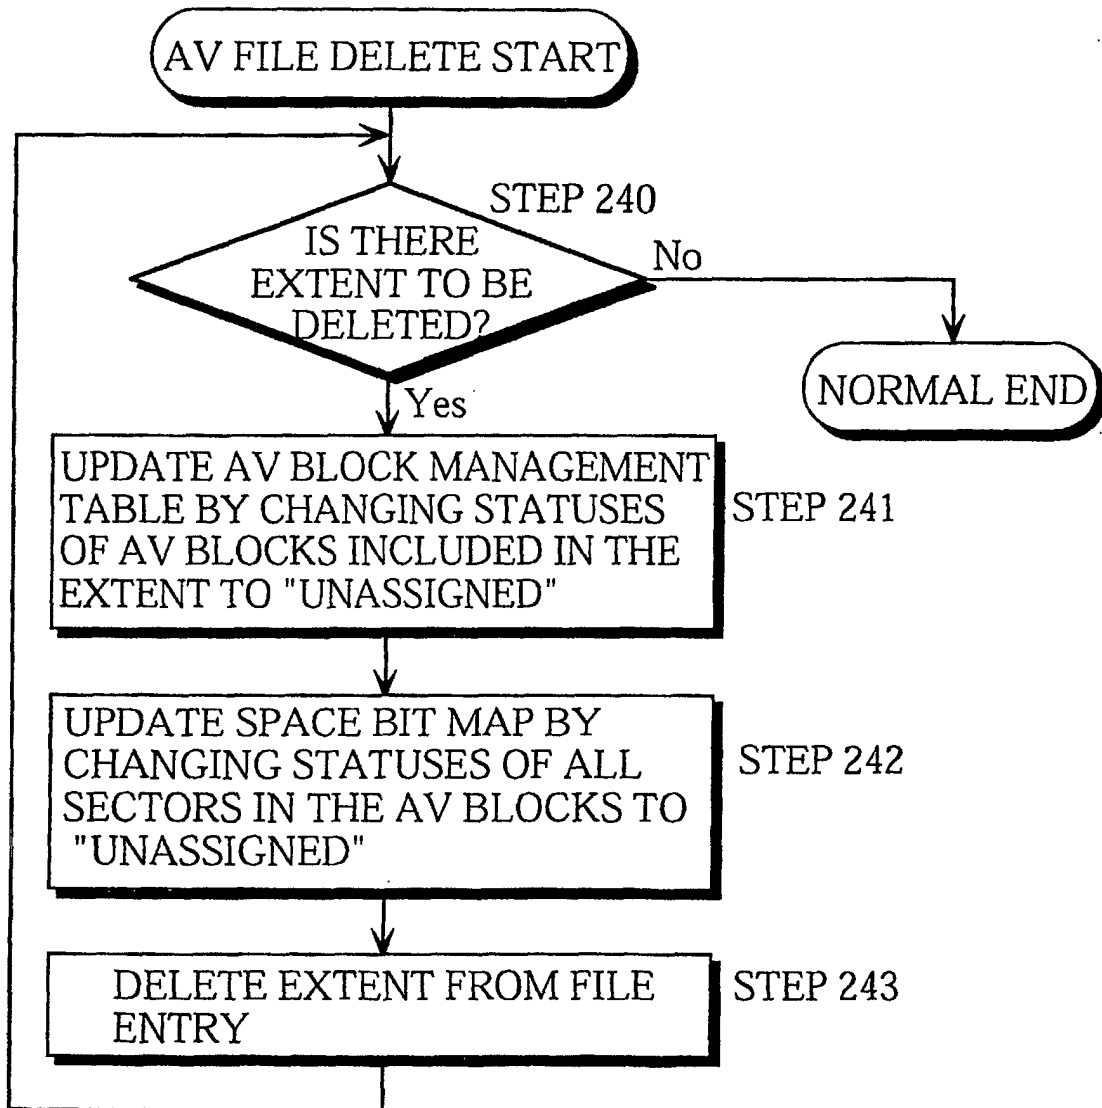 AV FILE DELETE START
STEP 240
IS THERE
EXTENT TO BE
DELETED?
No
NORMAL END
Yes
UPDATE AV BLOCK MANAGEMENT
TABLE BY CHANGING STATUSES
OF AV BLOCKS INCLUDED IN THE
EXTENT TO "UNASSIGNED"
STEP 241
UPDATE SPACE BIT MAP BY
CHANGING STATUSES OF ALL
SECTORS IN THE AV BLOCKS TO
"UNASSIGNED"
STEP 242
DELETE EXTENT FROM FILE
ENTRY
STEP 243